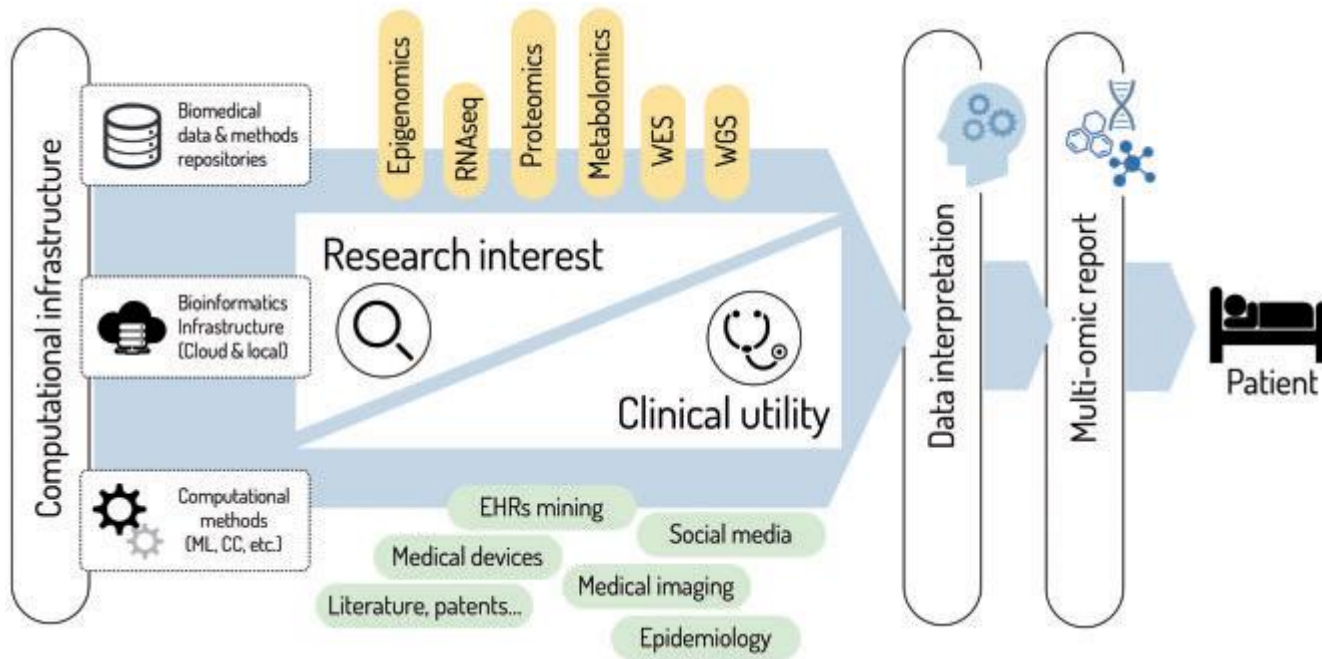 Computational infrastructure
Biomedical
data & methods
repositories
Bioinformatics
Infrastructure
(Cloud & local)
Computational
methods
(ML, CC, etc.)
Epigenomics
RNAseq
Proteomics
Metabolomics
WES
WGS
Research interest
Clinical utility
EHRs mining
Social media
Medical devices
Medical imaging
Literature, patents...
Epidemiology
Data interpretation
Multi-omic report
Patient